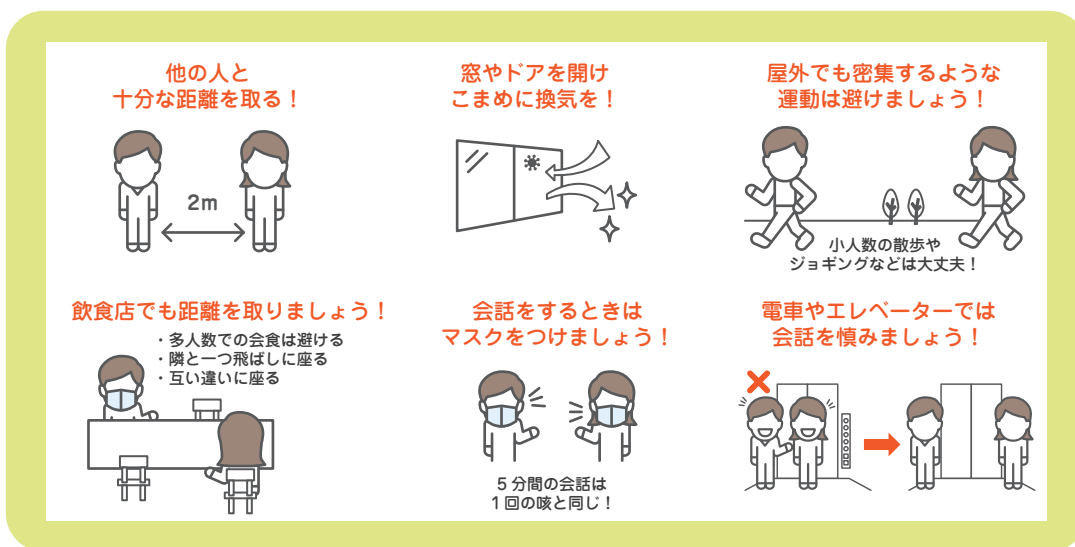 他の人と
十分な距離を取る！
2m
窓やドアを開け
こまめに換気を！
屋外でも密集するような
運動は避けましょう！
小人数の散歩や
ジョギングなどは大丈夫！
飲食店でも距離を取りましょう！
・多人数での会食は避ける
・隣と一つ飛ばしに座る
・互い違いに座る
会話をするときは
マスクをつけましょう！
5分間の会話は
1回の咳と同じ！
電車やエレベーターでは
会話を慎みましょう！